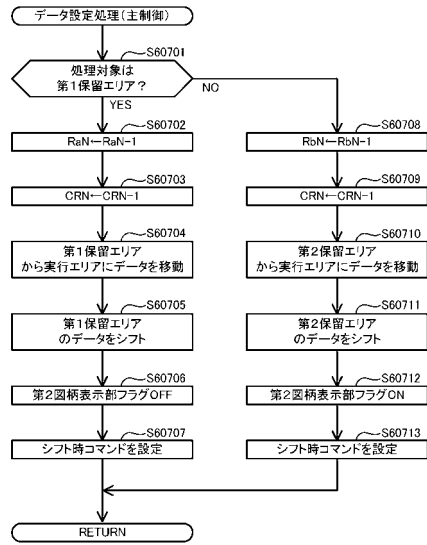 データ設定処理(主制御)
S60701
処理対象は
第1保留エリア?
NO
YES
S60702
RaN←RaN-1
S60703
CRN←CRN-1
S60704
第1保留エリア
から実行エリアにデータを移動
S60705
第1保留エリア
のデータをシフト
S60706
第2図柄表示部フラグOFF
S60707
シフト時コマンドを設定
S60708
RbN←RbN-1
S60709
CRN←CRN-1
S60710
第2保留エリア
から実行エリアにデータを移動
S60711
第2保留エリア
のデータをシフト
S60712
第2図柄表示部フラグON
S60713
シフト時コマンドを設定
RETURN